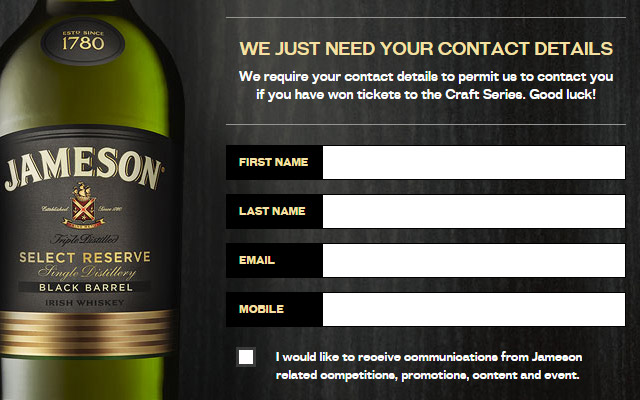 ESTD SINCE
1780
JAMESON
Established Since 1780
Triple Distilled
SELECT RESERVE
Single Distillery
BLACK BARREL
IRISH WHISKEY
WE JUST NEED YOUR CONTACT DETAILS
We require your contact details to permit us to contact you
if you have won tickets to the Craft Series. Good luck!
FIRST NAME
LAST NAME
EMAIL
MOBILE
I would like to receive communications from Jameson
related competitions, promotions, content and event.